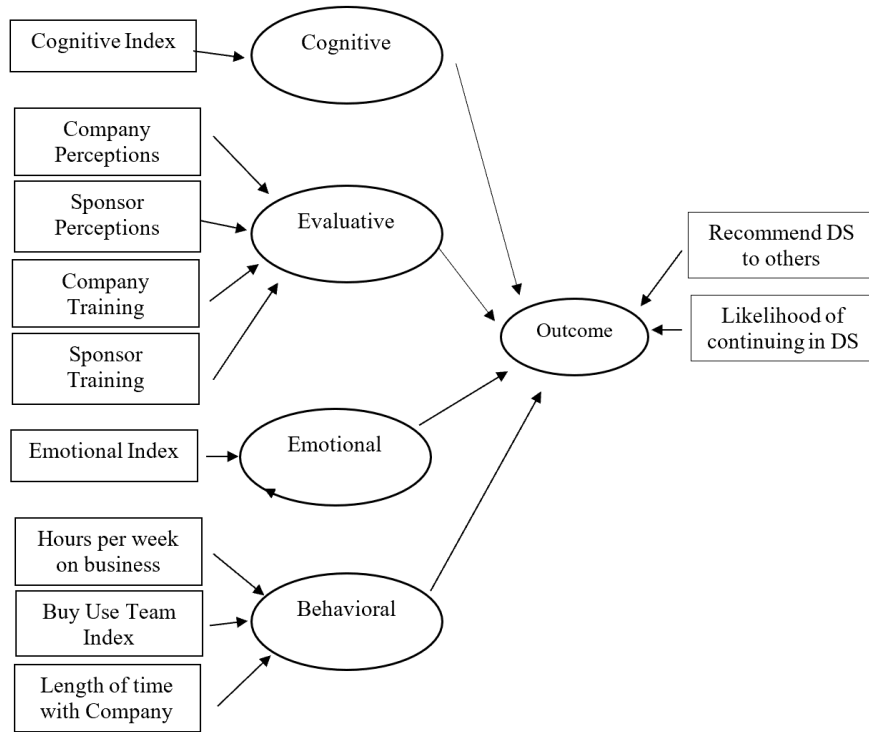 Cognitive Index
Cognitive
Company
Perceptions
Sponsor
Perceptions
Company
Training
Sponsor
Training
Evaluative
Emotional Index
Emotional
Hours per week
on business
Buy Use Team
Index
Length of time
with Company
Behavioral
Outcome
Recommend DS
to others
Likelihood of
continuing in DS